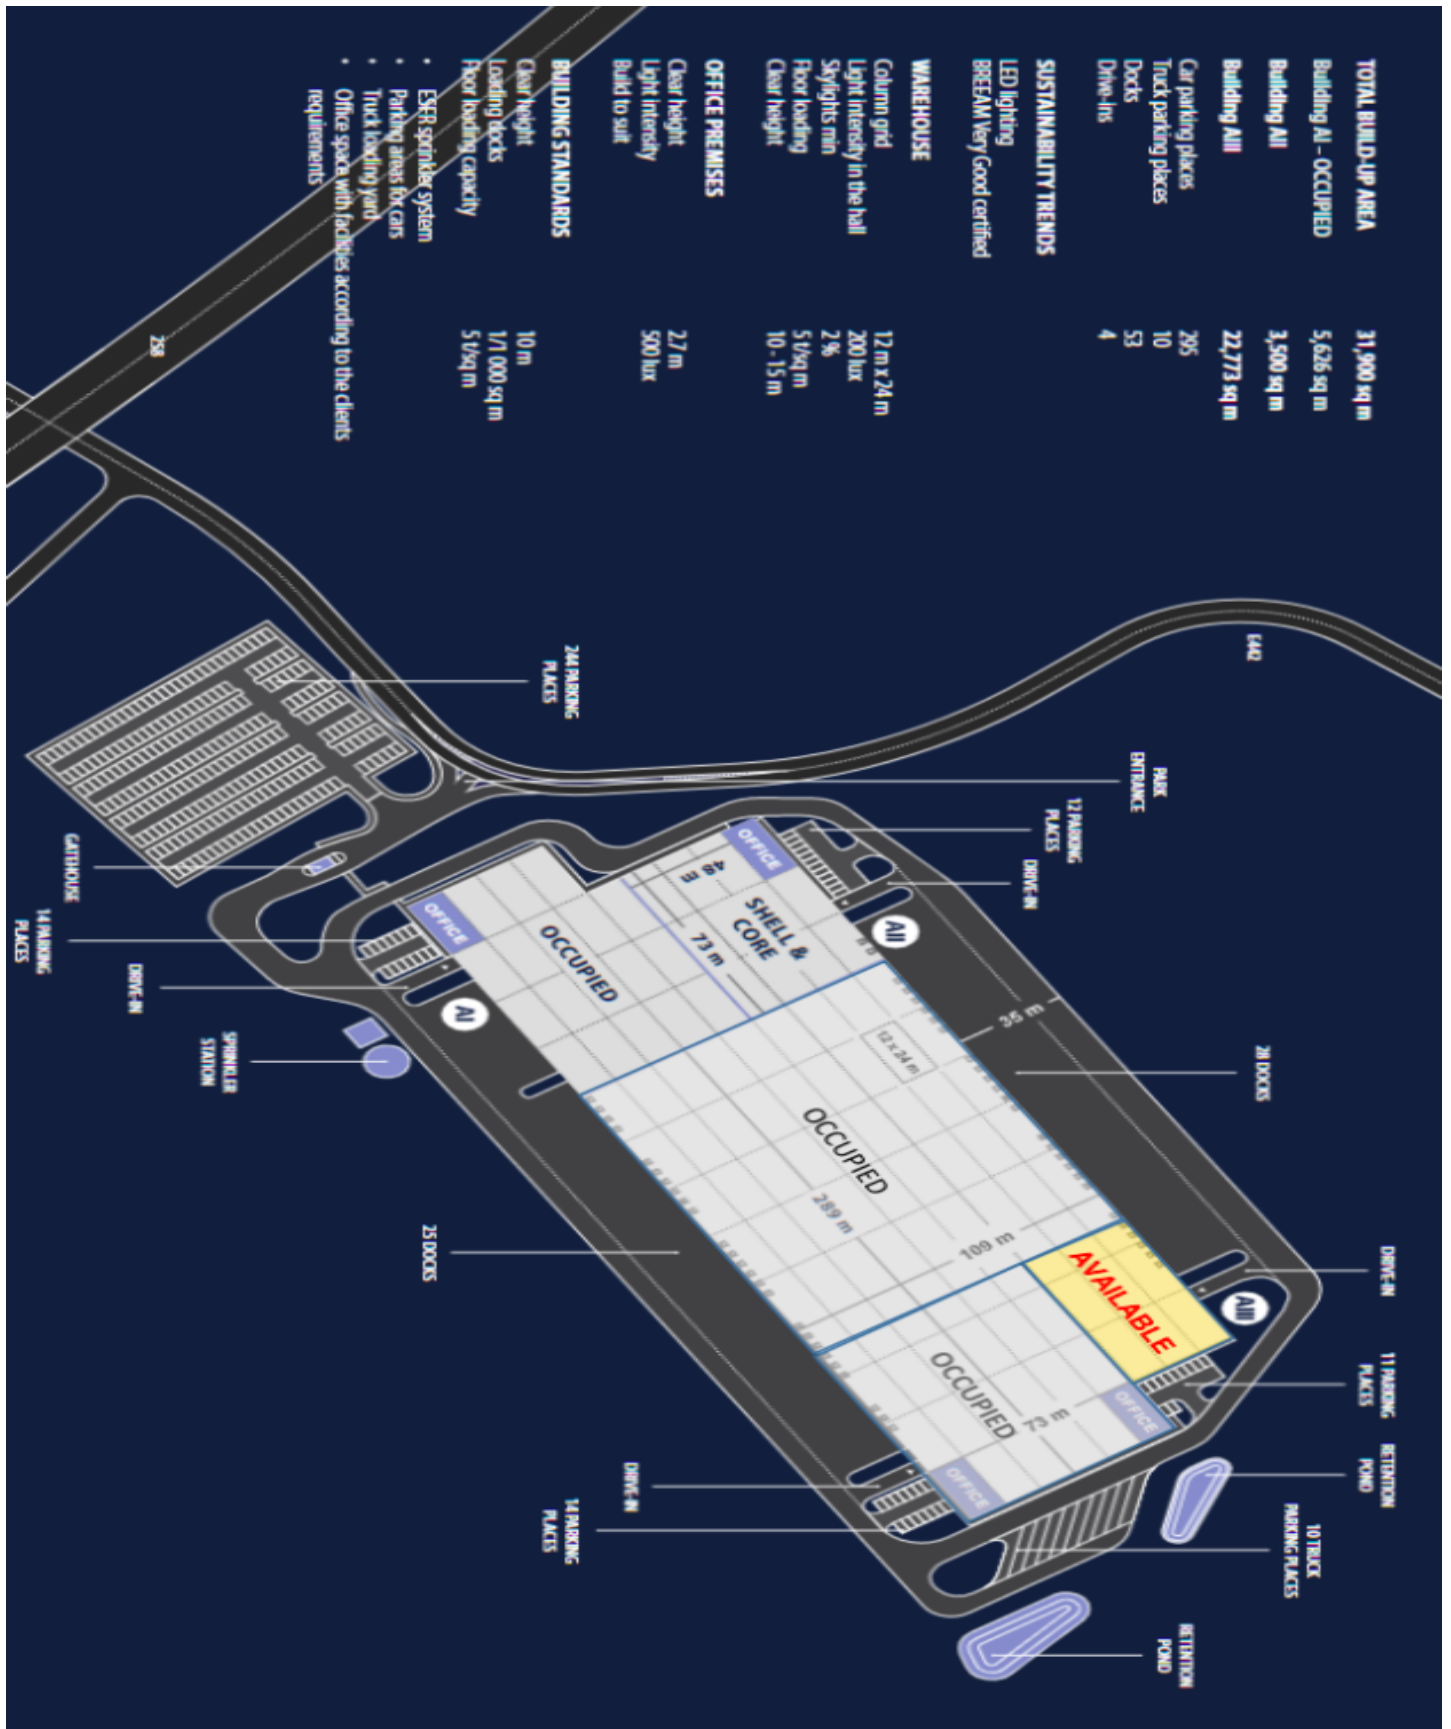 TOTAL BUILD-UP AREA 31,900 sq m
Building AI – OCCUPIED 5,626 sq m
Building AII 3,500 sq m
Building AIII 22,773 sq m
Car parking places 295
Truck parking places 10
Docks 53
Drive-ins 4
SUSTAINABILITY TRENDS
LED lighting
BREEAM Very Good certified
WAREHOUSE
Column grid 12 m x 24 m
Light intensity in the hall 200 lux
Skylights min 2 %
Floor loading 5 t/sq m
Clear height 10 - 15 m
OFFICE PREMISES
Clear height 2.7 m
Light intensity 500 lux
Build to suit
BUILDING STANDARDS
Clear height 10 m
Loading docks 1/1 000 sq m
Floor loading capacity 5 t/sq m
• ESFR sprinkler system
• Parking areas for cars
• Truck loading yard
• Office space with facilities according to the clients
requirements
258
E442
244 PARKING
PLACES
PARK
ENTRANCE
12 PARKING
PLACES
DRIVE-IN
28 DOCKS
DRIVE-IN
11 PARKING
PLACES
RETENTION
POND
10 TRUCK
PARKING PLACES
RETENTION
POND
OFFICE
48 m
SHELL &
CORE
73 m
AII
35 m
12 x 24 m
OCCUPIED
289 m
109 m
AVAILABLE
AIII
OCCUPIED
73 m
OFFICE
OFFICE
OCCUPIED
OFFICE
AI
GATEHOUSE
14 PARKING
PLACES
DRIVE-IN
SPRINKLER
STATION
25 DOCKS
DRIVE-IN
14 PARKING
PLACES